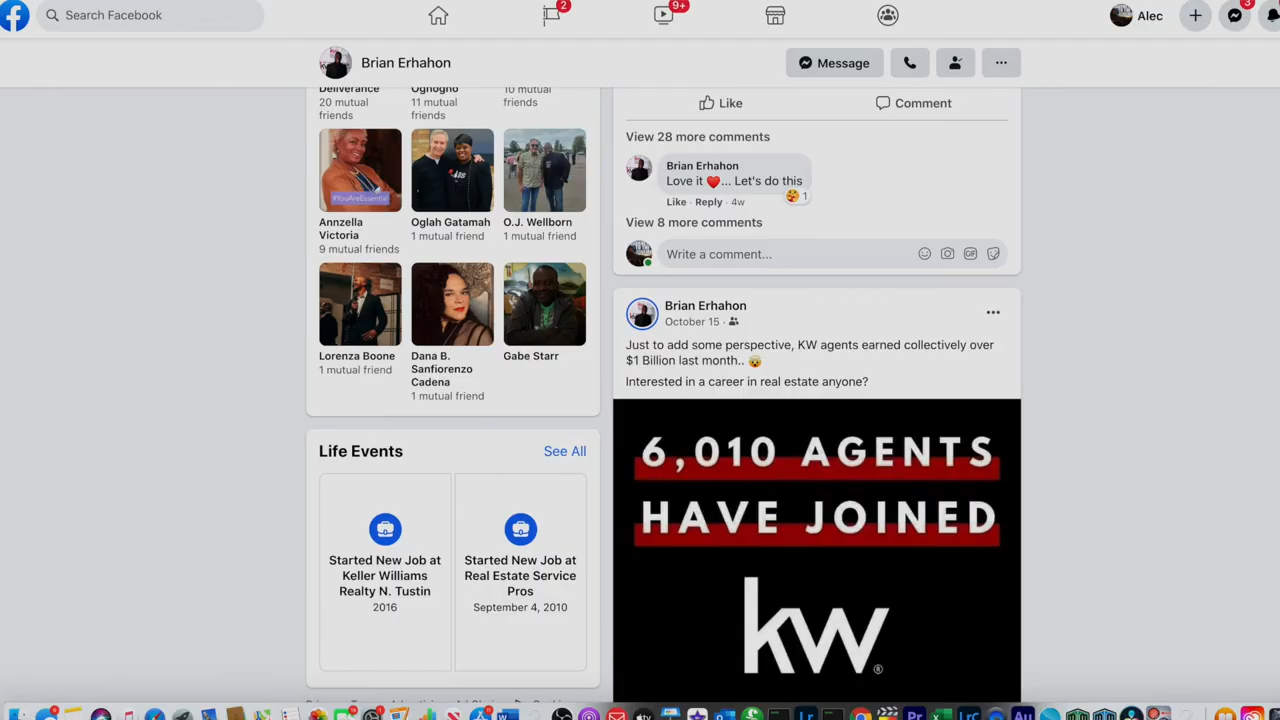 Search Facebook
2
9+
Alec
3
Brian Erhahon
Message
Deliverance
20 mutual
friends
Ognogho
11 mutual
friends
10 mutual
friends
#YouAreEssential
Annzella
Victoria
9 mutual friends
Oglah Gatamah
1 mutual friend
O.J. Wellborn
1 mutual friend
Lorenza Boone
1 mutual friend
Dana B.
Sanfiorenzo
Cadena
1 mutual friend
Gabe Starr
Life Events
See All
Started New Job at
Keller Williams
Realty N. Tustin
2016
Started New Job at
Real Estate Service
Pros
September 4, 2010
Like
Comment
View 28 more comments
Brian Erhahon
Love it ❤️... Let's do this
1
Like · Reply · 4w
View 8 more comments
Write a comment...
GIF
Brian Erhahon
October 15 ·
Just to add some perspective, KW agents earned collectively over
$1 Billion last month.. 🤯
Interested in a career in real estate anyone?
6,010 AGENTS
HAVE JOINED
kw®